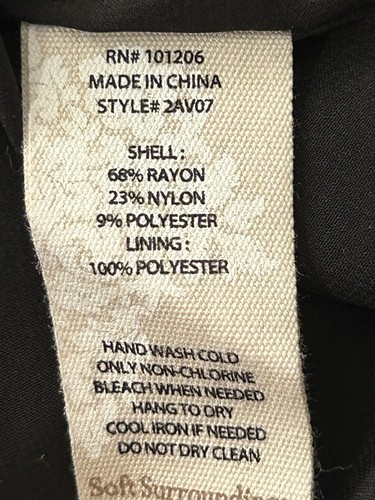 RN# 101206
MADE IN CHINA
STYLE# 2AV07
SHELL:
68% RAYON
23% NYLON
9% POLYESTER
LINING:
100% POLYESTER
HAND WASH COLD
ONLY NON-CHLORINE
BLEACH WHEN NEEDED
HANG TO DRY
COOL IRON IF NEEDED
DO NOT DRY CLEAN
Soft